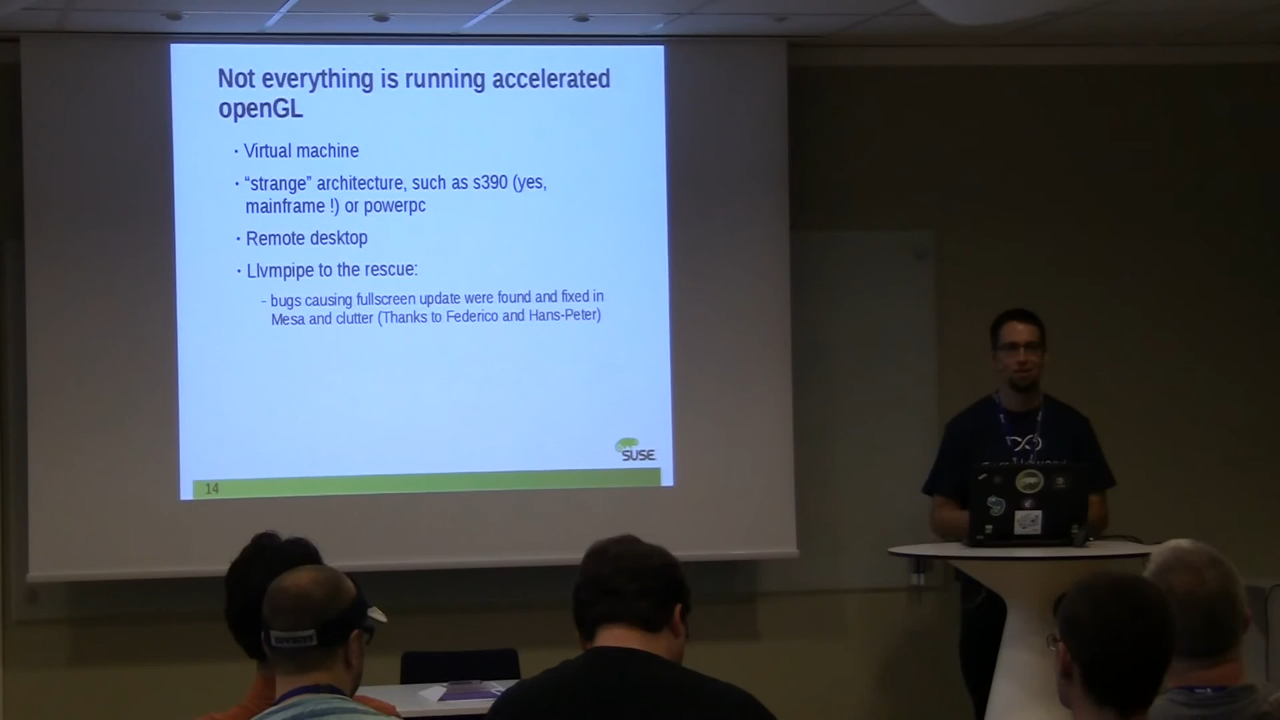 Not everything is running accelerated
openGL
· Virtual machine
· “strange” architecture, such as s390 (yes,
mainframe !) or powerpc
· Remote desktop
· Llvmpipe to the rescue:
– bugs causing fullscreen update were found and fixed in
Mesa and clutter (Thanks to Federico and Hans-Peter)
SUSE
14